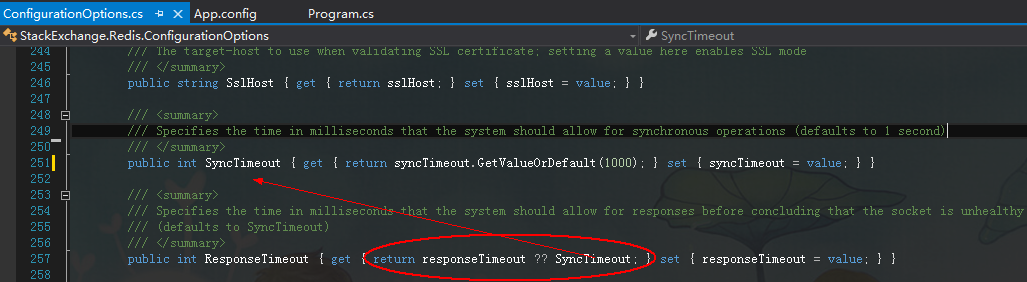 ConfigurationOptions.cs App.config Program.cs
StackExchange.Redis.ConfigurationOptions SyncTimeout
244 /// The target-host to use when validating SSL certificate; setting a value here enables SSL mode
245 /// </summary>
246 public string SslHost { get { return sslHost; } set { sslHost = value; } }
247
248 /// <summary>
249 /// Specifies the time in milliseconds that the system should allow for synchronous operations (defaults to 1 second)
250 /// </summary>
251 public int SyncTimeout { get { return syncTimeout.GetValueOrDefault(1000); } set { syncTimeout = value; } }
252
253 /// <summary>
254 /// Specifies the time in milliseconds that the system should allow for responses before concluding that the socket is unhealthy
255 /// (defaults to SyncTimeout)
256 /// </summary>
257 public int ResponseTimeout { get { return responseTimeout ?? SyncTimeout; } set { responseTimeout = value; } }
258